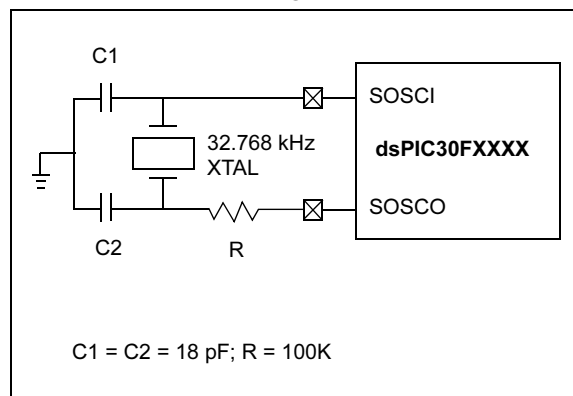 C1
SOSCI
32.768 kHz
XTAL
dsPIC30FXXXX
SOSCO
C2
R
C1 = C2 = 18 pF; R = 100K